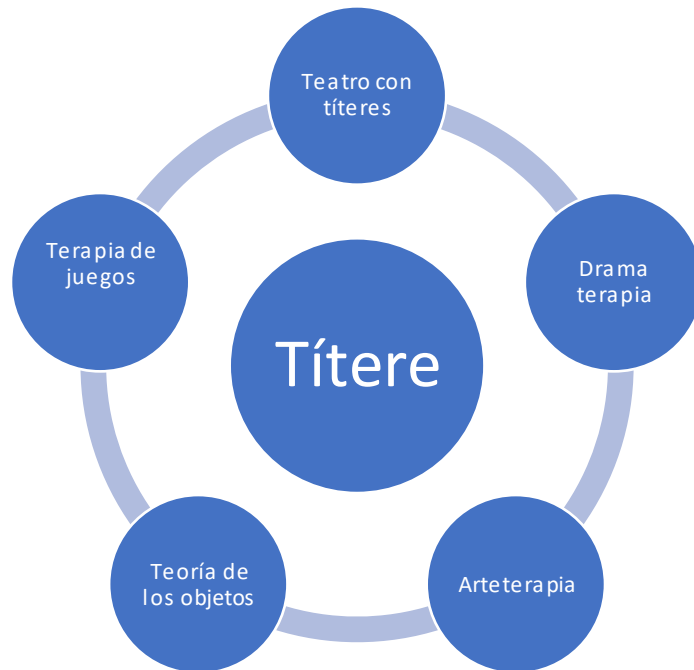 Teatro con
títeres
Drama
terapia
Arteterapia
Teoría de
los objetos
Terapia de
juegos
Títere